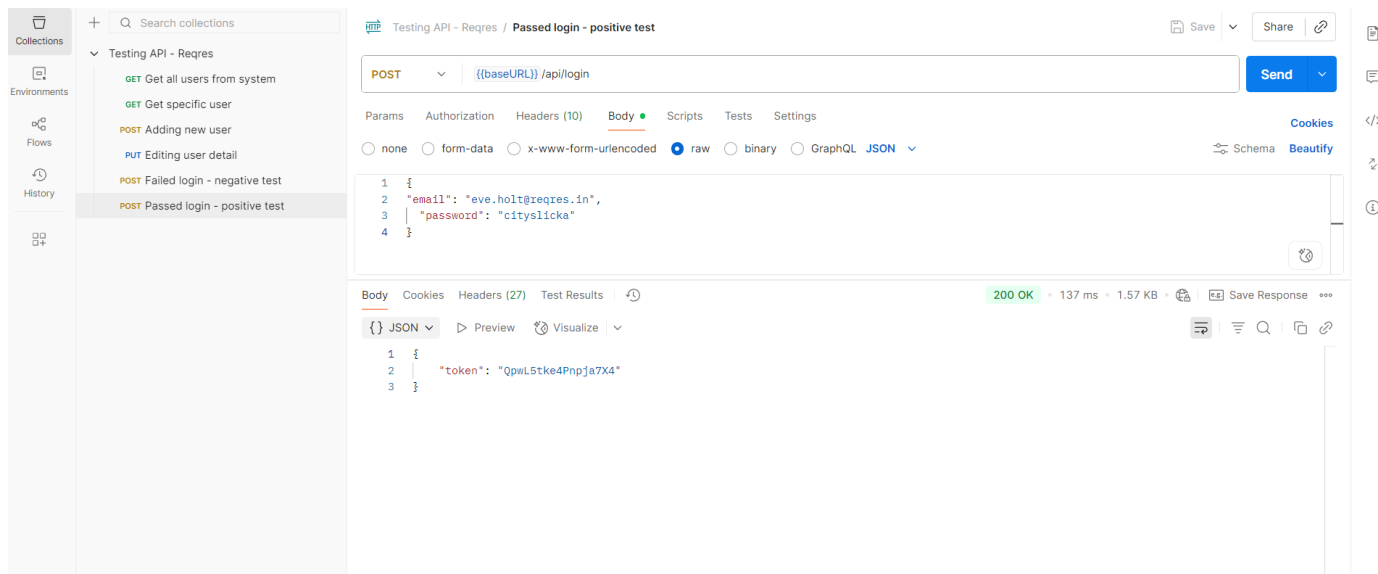 Collections
Environments
Flows
History
Search collections
Testing API - Reqres
GET Get all users from system
GET Get specific user
POST Adding new user
PUT Editing user detail
POST Failed login - negative test
POST Passed login - positive test
HTTP Testing API - Reqres / Passed login - positive test
Save Share
POST {{baseURL}} /api/login Send
Params Authorization Headers (10) Body Scripts Tests Settings Cookies
none form-data x-www-form-urlencoded raw binary GraphQL JSON Schema Beautify
1 {
2 "email": "eve.holt@reqres.in",
3 "password": "cityslicka"
4 }
Body Cookies Headers (27) Test Results 200 OK 137 ms 1.57 KB e.g. Save Response
{} JSON Preview Visualize
1 {
2 "token": "QpwL5tke4Pnpja7X4"
3 }